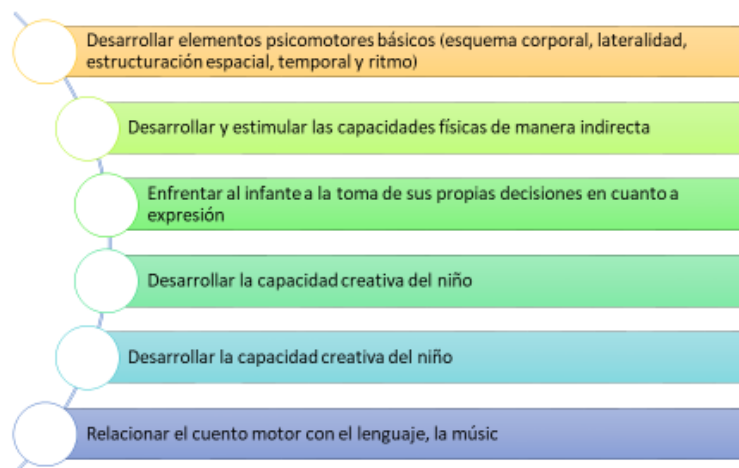 Desarrollar elementos psicomotores básicos (esquema corporal, lateralidad,
estructuración espacial, temporal y ritmo)
Desarrollar y estimular las capacidades físicas de manera indirecta
Enfrentar al infante a la toma de sus propias decisiones en cuanto a
expresión
Desarrollar la capacidad creativa del niño
Desarrollar la capacidad creativa del niño
Relacionar el cuento motor con el lenguaje, la músic